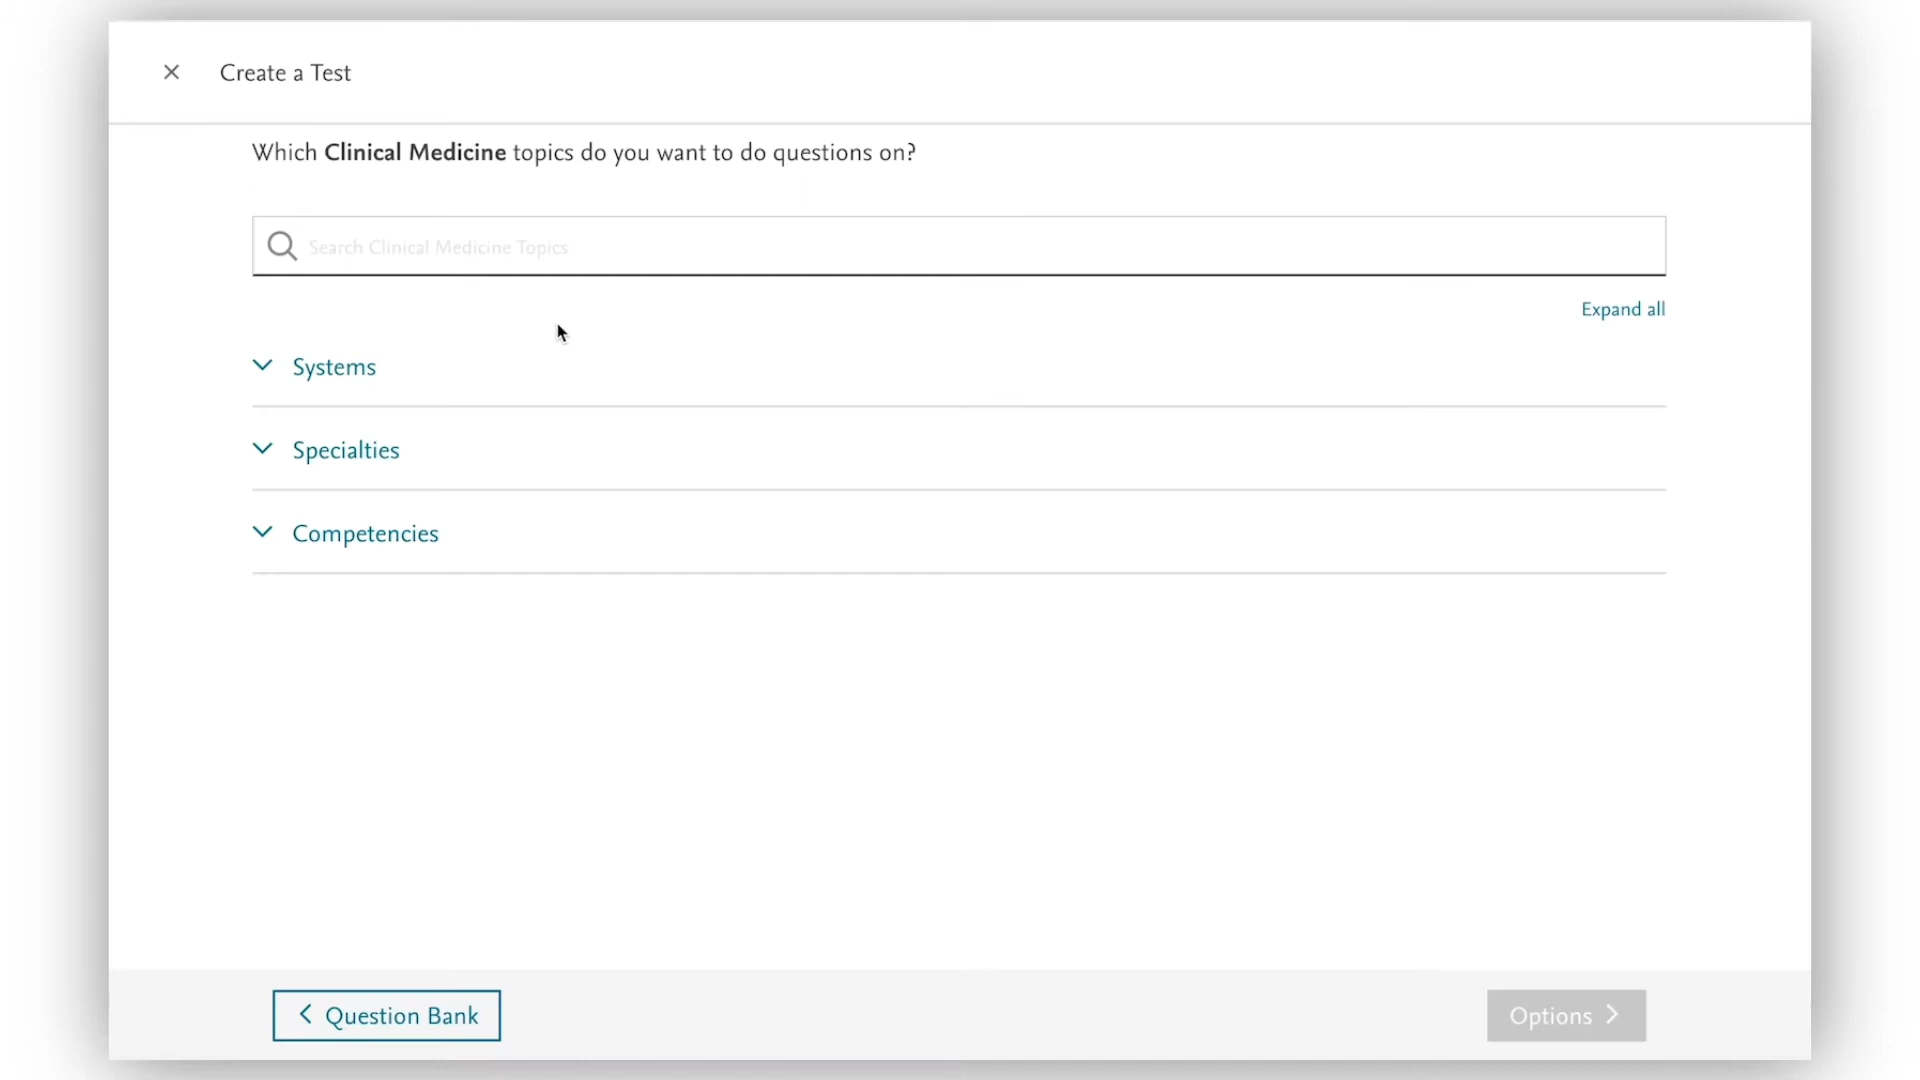 Create a Test
Which Clinical Medicine topics do you want to do questions on?
Search Clinical Medicine Topics
Expand all
Systems
Specialties
Competencies
Question Bank
Options